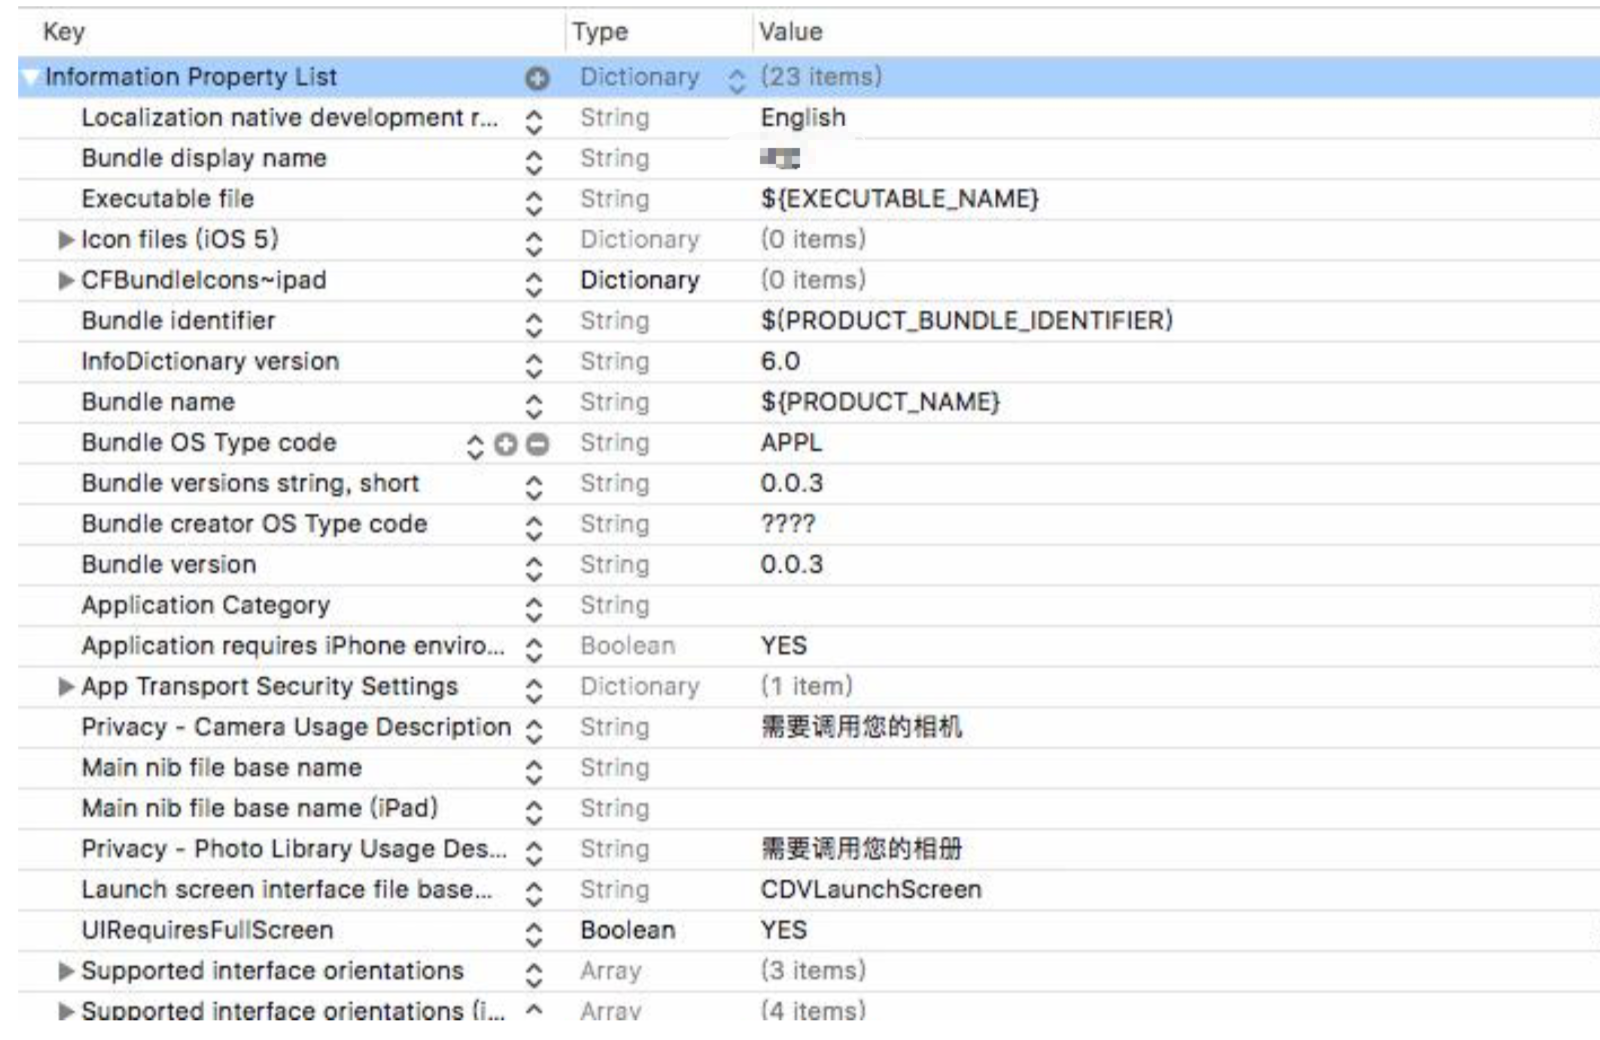 Key Type Value
Information Property List Dictionary (23 items)
Localization native development r... String English
Bundle display name String
Executable file String ${EXECUTABLE_NAME}
Icon files (iOS 5) Dictionary (0 items)
CFBundleIcons~ipad Dictionary (0 items)
Bundle identifier String $(PRODUCT_BUNDLE_IDENTIFIER)
InfoDictionary version String 6.0
Bundle name String ${PRODUCT_NAME}
Bundle OS Type code String APPL
Bundle versions string, short String 0.0.3
Bundle creator OS Type code String ????
Bundle version String 0.0.3
Application Category String
Application requires iPhone enviro... Boolean YES
App Transport Security Settings Dictionary (1 item)
Privacy - Camera Usage Description String 需要调用您的相机
Main nib file base name String
Main nib file base name (iPad) String
Privacy - Photo Library Usage Des... String 需要调用您的相册
Launch screen interface file base... String CDVLaunchScreen
UIRequiresFullScreen Boolean YES
Supported interface orientations Array (3 items)
Supported interface orientations (i... Array (4 items)